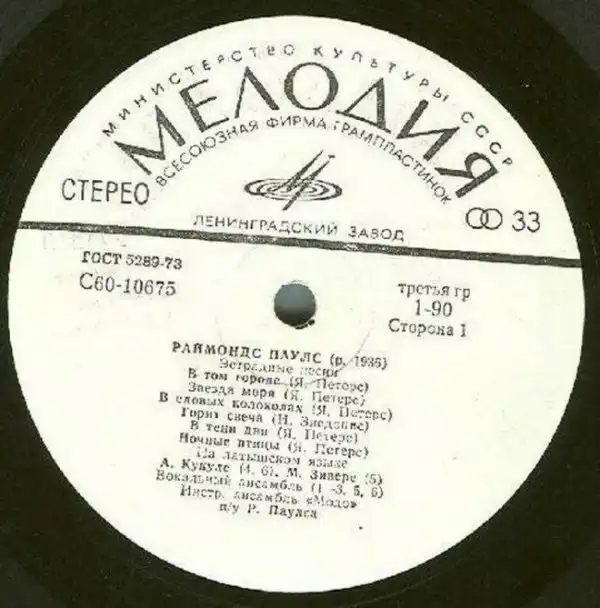 МИНИСТЕРСТВО КУЛЬТУРЫ СССР
МЕЛОДИЯ
ВСЕСОЮЗНАЯ ФИРМА ГРАМПЛАСТИНОК
СТЕРЕО
33
ЛЕНИНГРАДСКИЙ ЗАВОД
ГОСТ 5289-73
С60-10675
третья гр
1-90
Сторона 1
РАЙМОНДС ПАУЛС (р. 1936)
Эстрадные песни
В том городе (Я. Петерс)
Звезда моря (Я. Петерс)
В еловых колоколах (Я. Петерс)
Горит свеча (И. Зиедонис)
В тени дня (Я. Петерс)
Ночные птицы (Я. Петерс)
На латышском языке
А. Кукуле (4, 6). М. Зивере (5)
Вокальный ансамбль (1-3, 5, 6)
Инстр. ансамбль «Модо»
п/у Р. Паулса